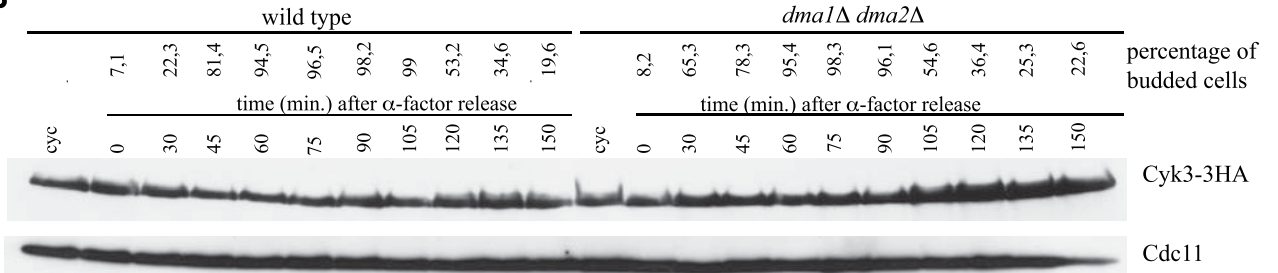 wild type dma1Δ dma2Δ
7,1 22,3 81,4 94,5 96,5 98,2 99 53,2 34,6 19,6 8,2 65,3 78,3 95,4 98,3 96,1 54,6 36,4 25,3 22,6 percentage of
budded cells
time (min.) after α-factor release time (min.) after α-factor release
cyc 0 30 45 60 75 90 105 120 135 150 cyc 0 30 45 60 75 90 105 120 135 150
Cyk3-3HA
Cdc11